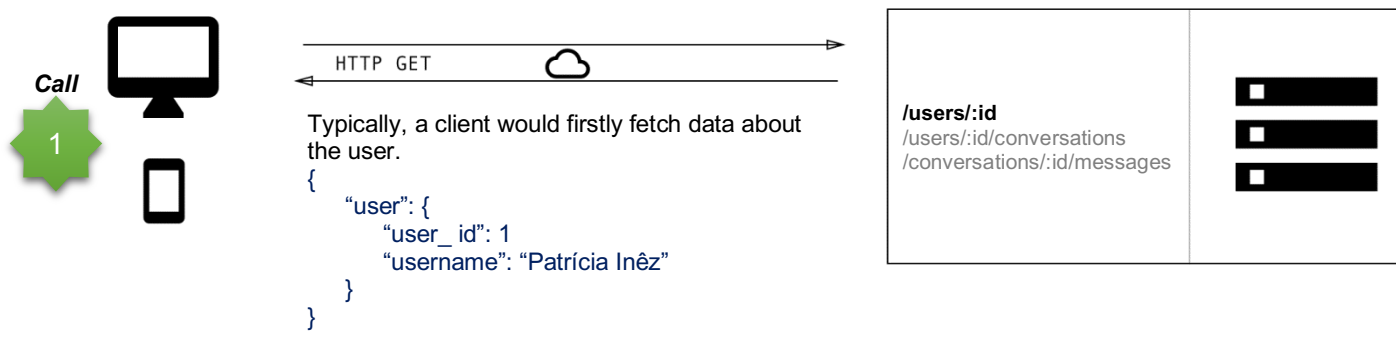 Call
1
HTTP GET
Typically, a client would firstly fetch data about
the user.
{
“user”: {
“user_ id”: 1
“username”: “Patrícia Inêz”
}
}
/users/:id
/users/:id/conversations
/conversations/:id/messages